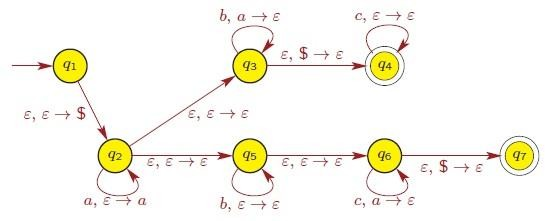 b, a → ε
c, ε → ε
q1
q3
ε, $ → ε
q4
ε, ε → $
ε, ε → ε
q2
ε, ε → ε
q5
ε, ε → ε
q6
ε, $ → ε
q7
a, ε → a
b, ε → ε
c, a → ε